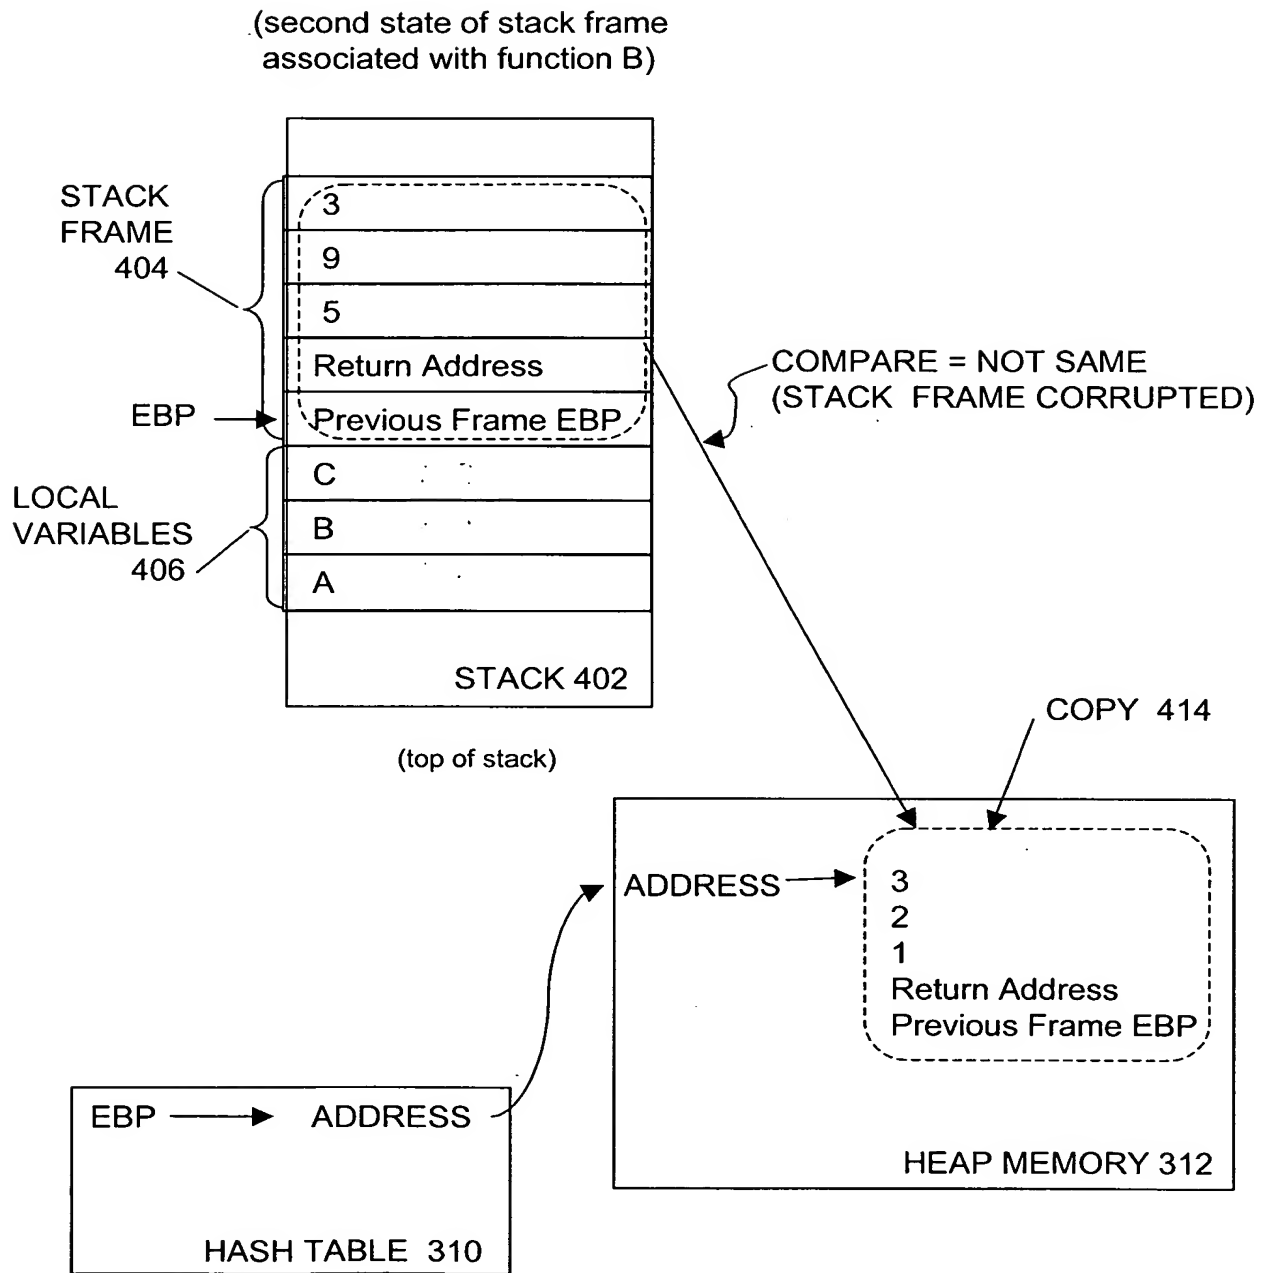 (second state of stack frame
associated with function B)
STACK
FRAME
404
3
9
5
Return Address
EBP
Previous Frame EBP
COMPARE = NOT SAME
(STACK FRAME CORRUPTED)
LOCAL
VARIABLES
406
C
B
A
STACK 402
(top of stack)
COPY 414
ADDRESS
3
2
1
Return Address
Previous Frame EBP
HEAP MEMORY 312
EBP
ADDRESS
HASH TABLE 310